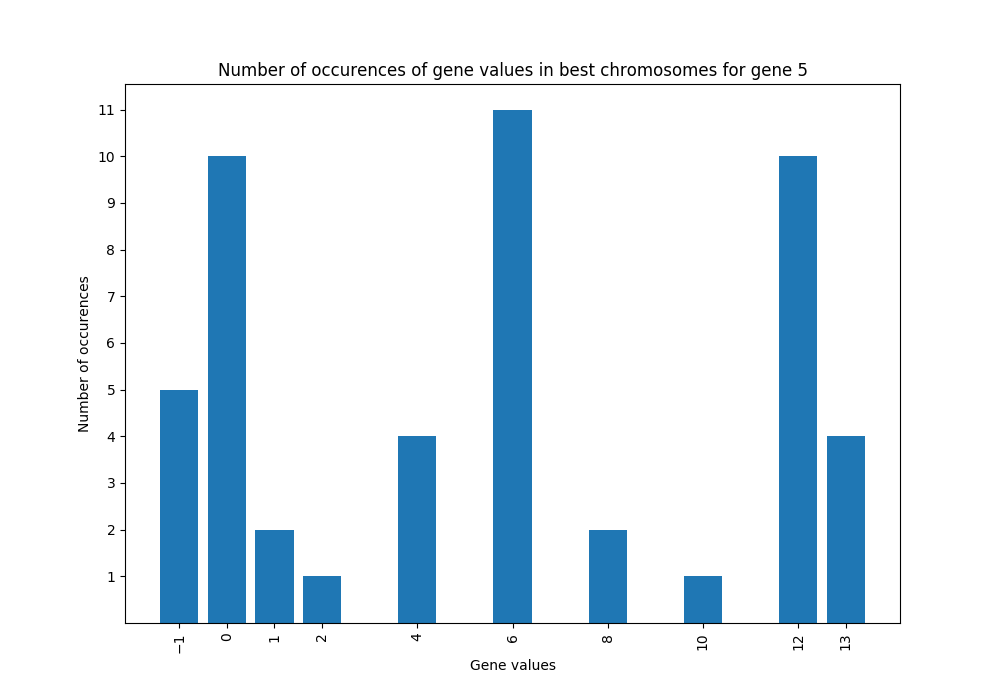 Number of occurences of gene values in best chromosomes for gene 5
11
10
9
8
7
6
5
4
3
2
1
Number of occurences
−1 0 1 2 4 6 8 10 12 13
Gene values